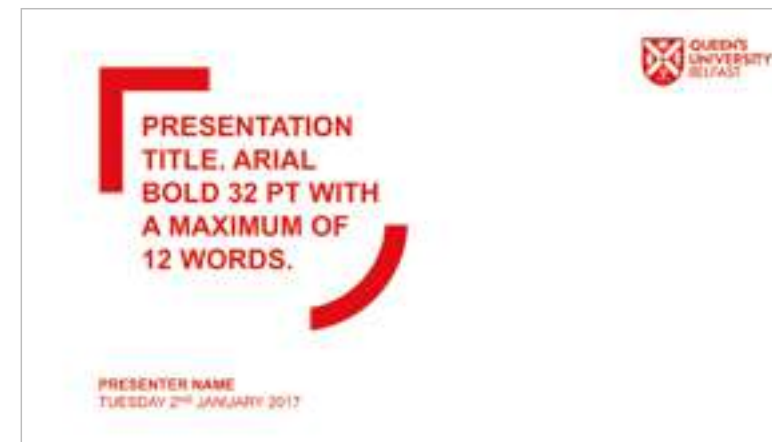 QUEEN'S
UNIVERSITY
BELFAST
PRESENTATION
TITLE. ARIAL
BOLD 32 PT WITH
A MAXIMUM OF
12 WORDS.
PRESENTER NAME
TUESDAY 2ND JANUARY 2017